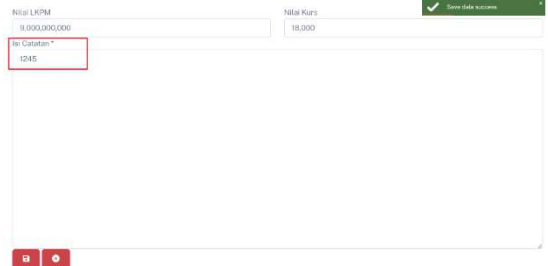 Nilai LKPM
Nilai Kurs
Save data success
×
9,000,000,000
18,000
Isi Catatan *
1245